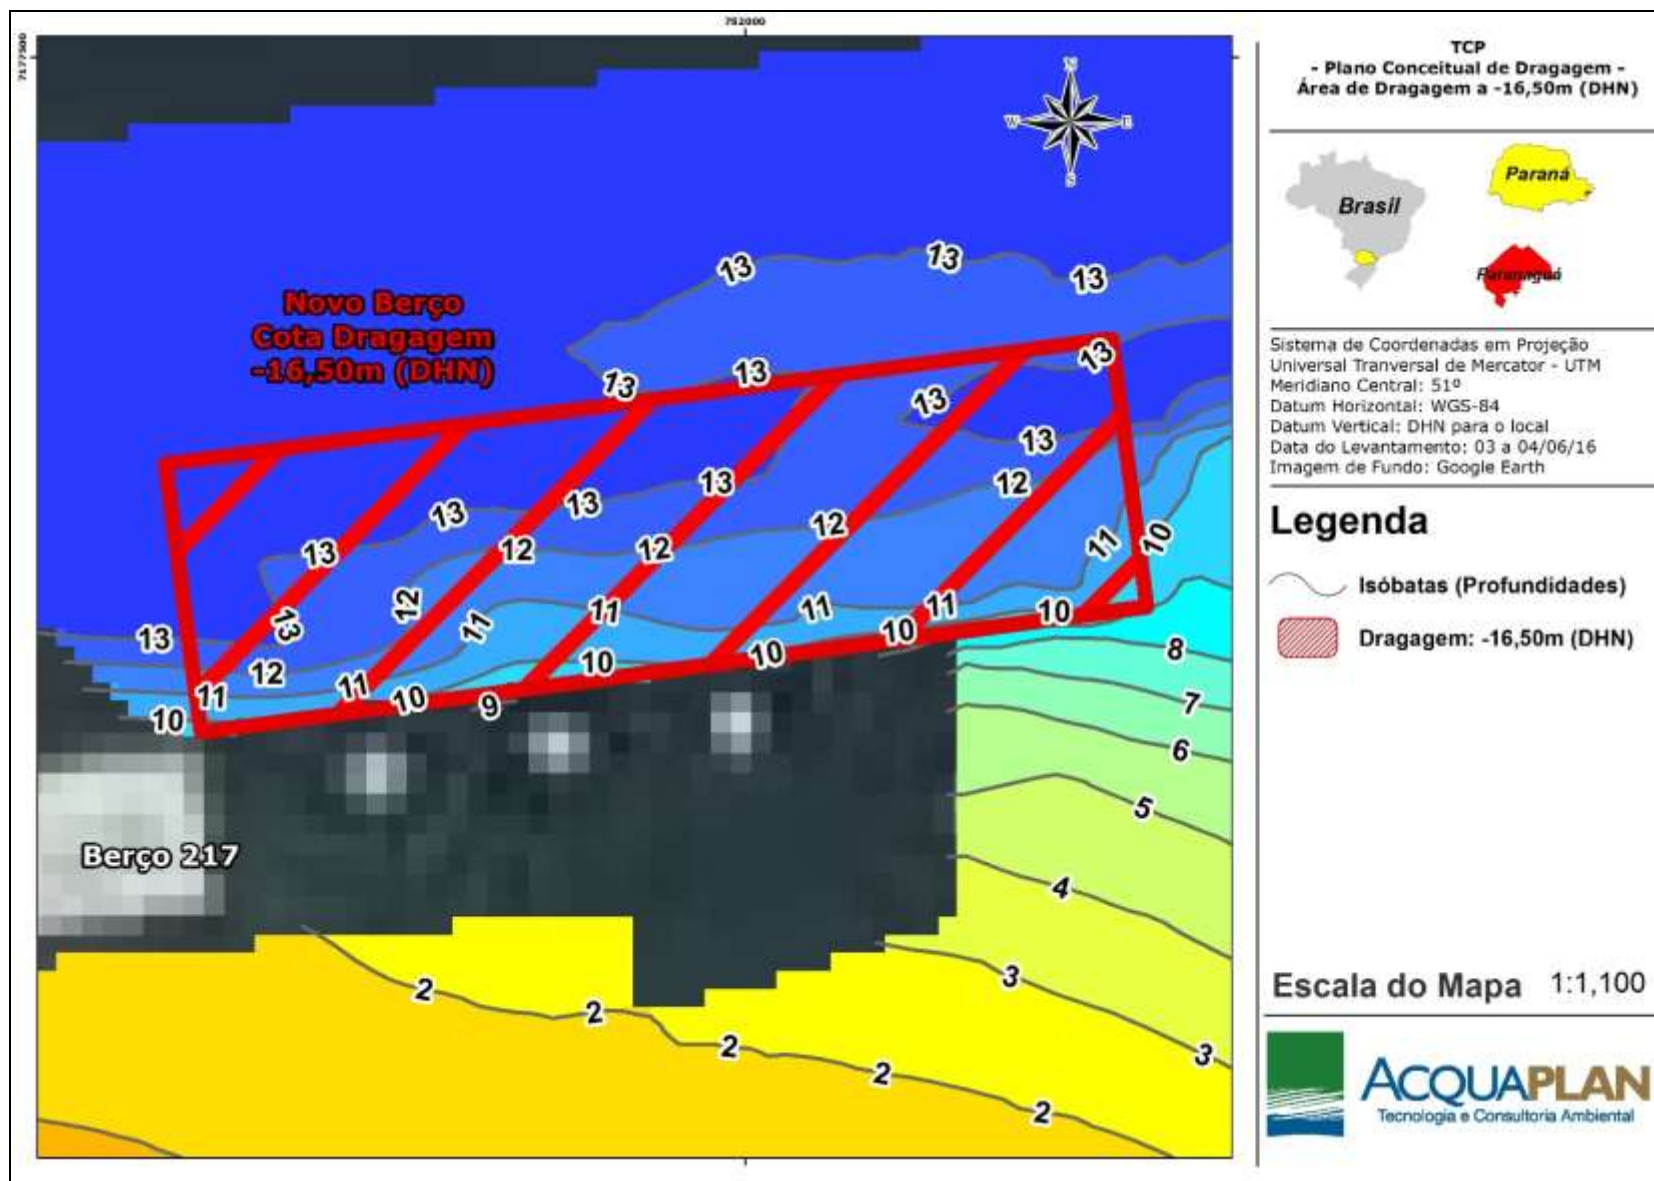 752000
7177500
N
W
E
S
13
13
13
Novo Berço
Cota Dragagem
-16,50m (DHN)
13
13
13
13
13
12
13
13
13
13
12
12
12
11
10
13
12
13
11
11
11
11
10
10
10
10
13
12
11
11
10
9
10
8
7
6
5
4
3
3
Berço 217
2
2
2
2
2
TCP
- Plano Conceitual de Dragagem -
Área de Dragagem a -16,50m (DHN)
Brasil
Paraná
Paranaguá
Sistema de Coordenadas em Projeção
Universal Tranversal de Mercator - UTM
Meridiano Central: 51º
Datum Horizontal: WGS-84
Datum Vertical: DHN para o local
Data do Levantamento: 03 a 04/06/16
Imagem de Fundo: Google Earth
Legenda
Isóbatas (Profundidades)
Dragagem: -16,50m (DHN)
Escala do Mapa 1:1,100
ACQUAPLAN
Tecnologia e Consultoria Ambiental